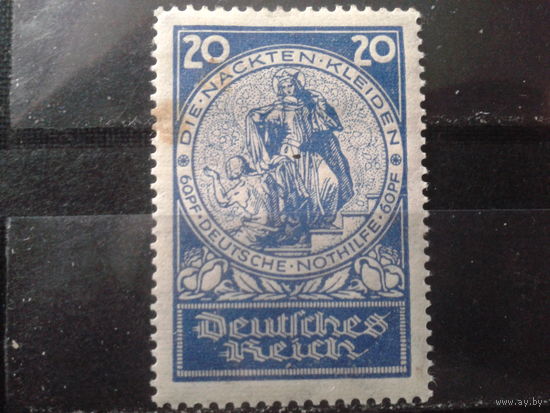 20 20
DIE · NACKTEN · KLEIDEN
60PF · DEUTSCHE · NOTHILFE · 60PF
Deutsches
Reich
www.ay.by